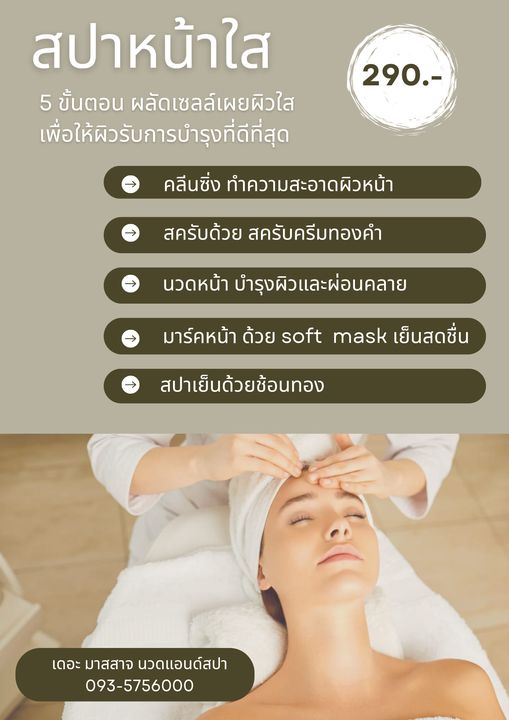 สปาหน้าใส
290.-
5 ขั้นตอน ผลัดเซลล์เผยผิวใส
เพื่อให้ผิวรับการบำรุงที่ดีที่สุด
คลีนซิ่ง ทำความสะอาดผิวหน้า
สครับด้วย สครับครีมทองคำ
นวดหน้า บำรุงผิวและผ่อนคลาย
มาร์คหน้า ด้วย soft mask เย็นสดชื่น
สปาเย็นด้วยช้อนทอง
เดอะ มาสสาจ นวดแอนด์สปา
093-5756000